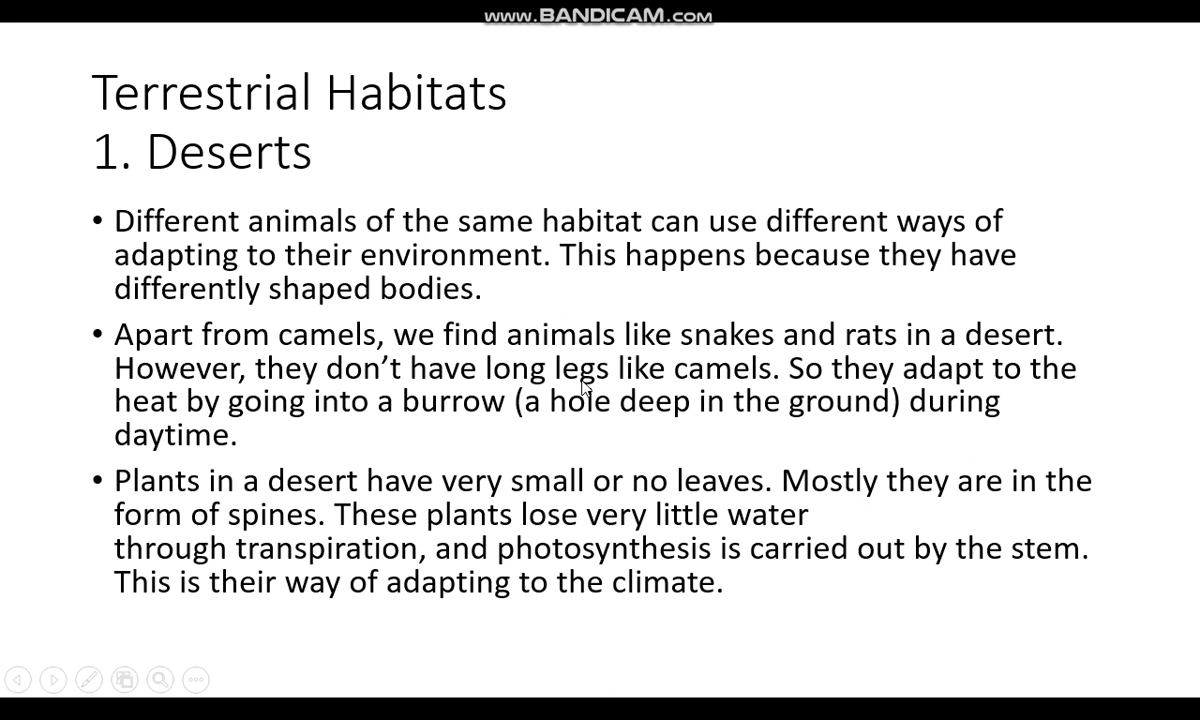 www.BANDICAM.com
Terrestrial Habitats
1. Deserts
• Different animals of the same habitat can use different ways of
adapting to their environment. This happens because they have
differently shaped bodies.
• Apart from camels, we find animals like snakes and rats in a desert.
However, they don’t have long legs like camels. So they adapt to the
heat by going into a burrow (a hole deep in the ground) during
daytime.
• Plants in a desert have very small or no leaves. Mostly they are in the
form of spines. These plants lose very little water
through transpiration, and photosynthesis is carried out by the stem.
This is their way of adapting to the climate.